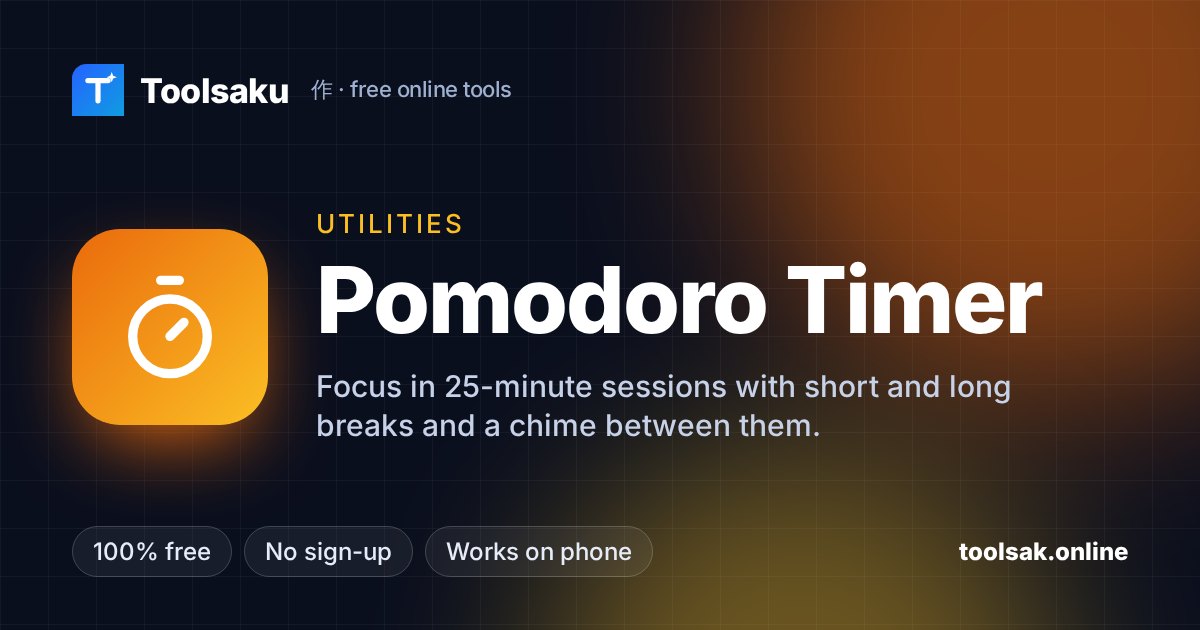 Toolsaku 作 · free online tools
UTILITIES
Pomodoro Timer
Focus in 25-minute sessions with short and long
breaks and a chime between them.
100% free No sign-up Works on phone toolsak.online